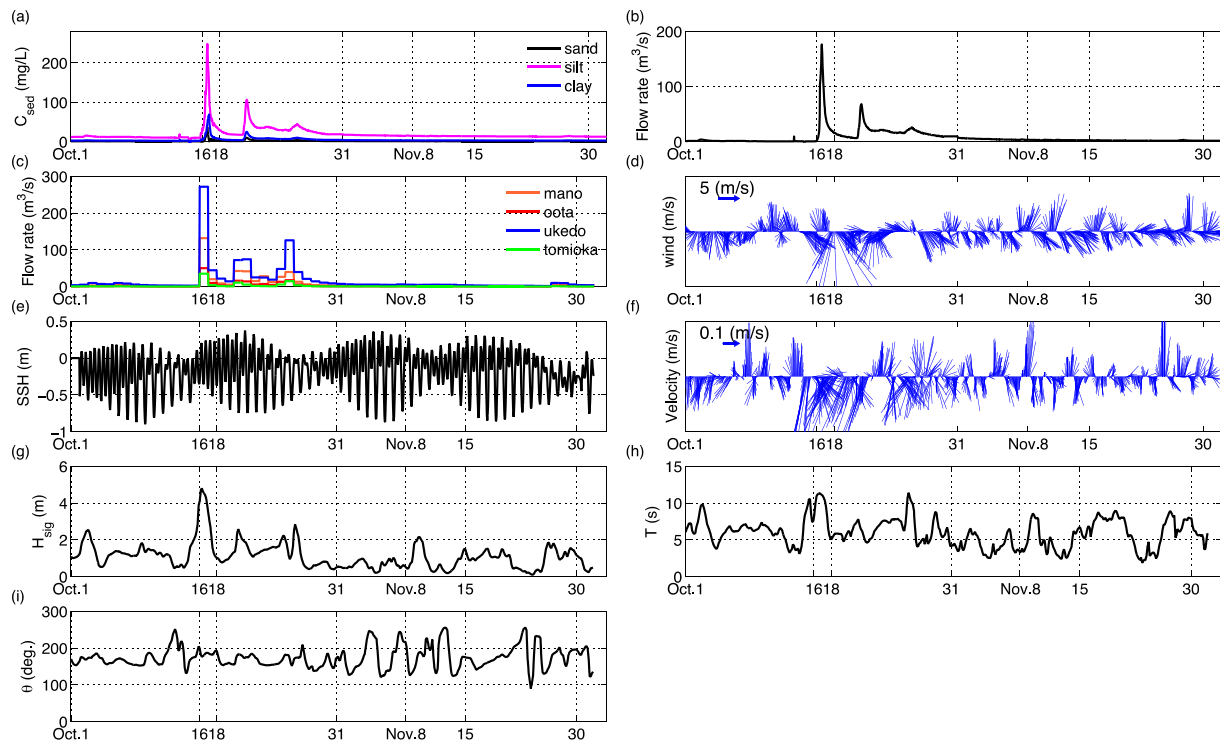 (a)
C_sed (mg/L)
200
100
0
sand
silt
clay
Oct.1 1618 31 Nov.8 15 30
(b)
Flow rate (m³/s)
200
100
0
Oct.1 1618 31 Nov.8 15 30
(c)
Flow rate (m³/s)
300
200
100
0
mano
oota
ukedo
tomioka
Oct.1 1618 31 Nov.8 15 30
(d)
wind (m/s)
5 (m/s)
Oct.1 1618 31 Nov.8 15 30
(e)
SSH (m)
0.5
0
−0.5
−1
Oct.1 1618 31 Nov.8 15 30
(f)
Velocity (m/s)
0.1 (m/s)
Oct.1 1618 31 Nov.8 15 30
(g)
H_sig (m)
6
4
2
0
Oct.1 1618 31 Nov.8 15 30
(h)
T (s)
15
10
5
0
Oct.1 1618 31 Nov.8 15 30
(i)
θ (deg.)
300
200
100
0
Oct.1 1618 31 Nov.8 15 30